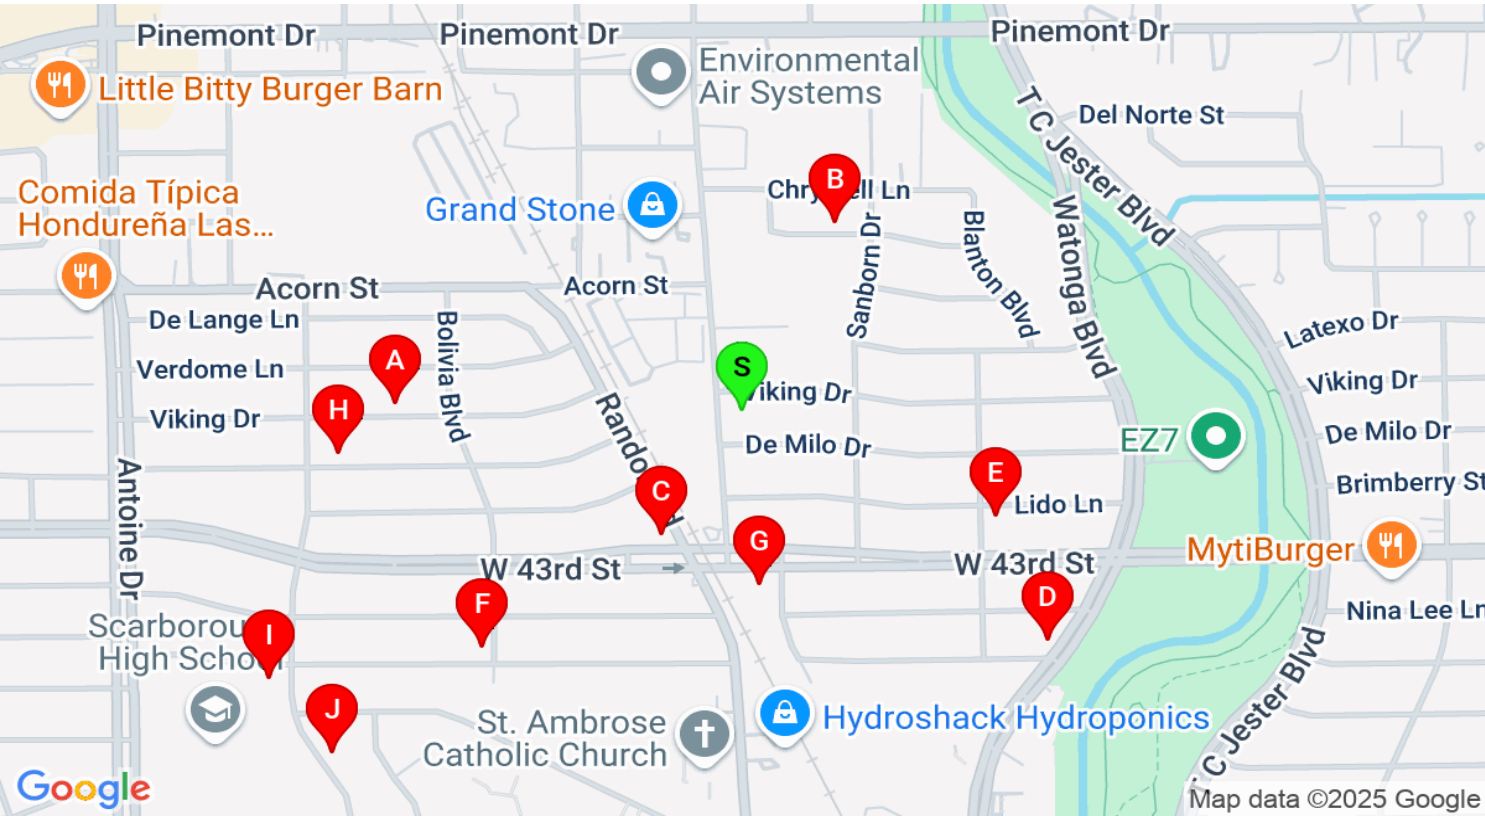 Pinemont Dr
Pinemont Dr
Pinemont Dr
Environmental
Air Systems
Little Bitty Burger Barn
T C Jester Blvd
Del Norte St
Comida Típica
Hondureña Las...
Grand Stone
B
Sanborn Dr
Blanton Blvd
Watonga Blvd
Acorn St
Acorn St
De Lange Ln
Bolivia Blvd
Latexo Dr
Verdome Ln
A
S
Viking Dr
Viking Dr
Viking Dr
H
De Milo Dr
De Milo Dr
EZ7
Antoine Dr
C
E
Lido Ln
Brimberry St
G
W 43rd St
W 43rd St
MytiBurger
F
D
Nina Lee Ln
I
High School
J
St. Ambrose
Catholic Church
Hydroshack Hydroponics
T C Jester Blvd
Google
Map data ©2025 Google